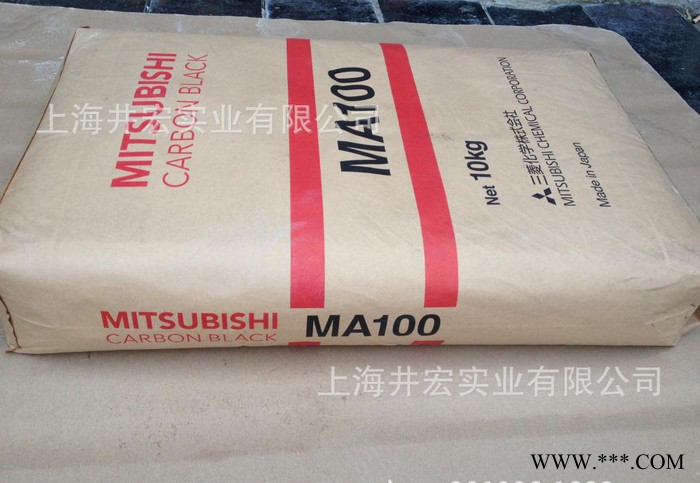 MITSUBISHI
CARBON BLACK
MA100
Net 10kg
三菱化学株式会社
MITSUBISHI CHEMICAL CORPORATION
Made in Japan
上海井宏实业有限公司
MITSUBISHI
CARBON BLACK
MA100
上海井宏实业有限公司
WWW.***.COM